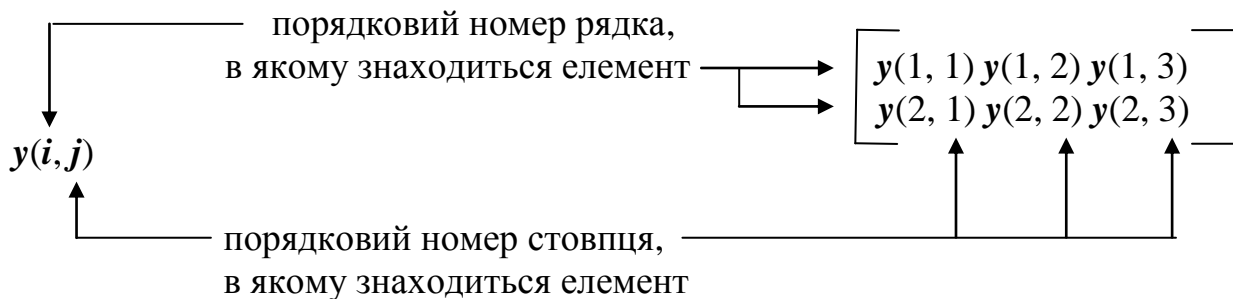 порядковий номер рядка,
в якому знаходиться елемент
y(1, 1) y(1, 2) y(1, 3)
y(2, 1) y(2, 2) y(2, 3)
y(i, j)
порядковий номер стовпця,
в якому знаходиться елемент